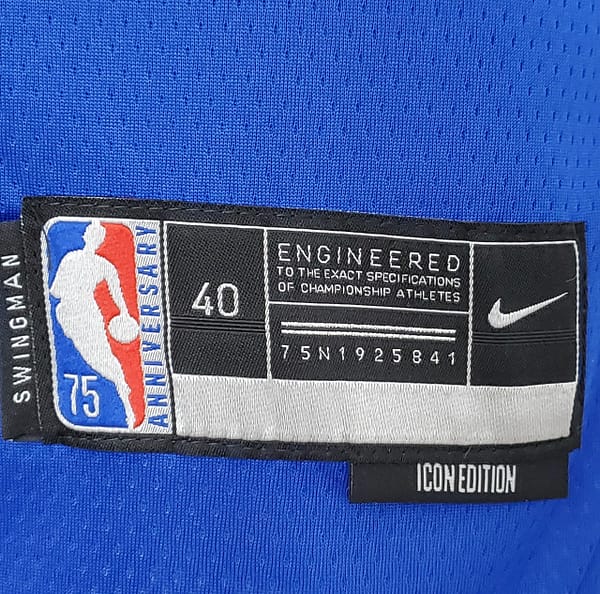 SWINGMAN
75
ANNIVERSARY
40
ENGINEERED
TO THE EXACT SPECIFICATIONS
OF CHAMPIONSHIP ATHLETES
75N1925841
ICON EDITION